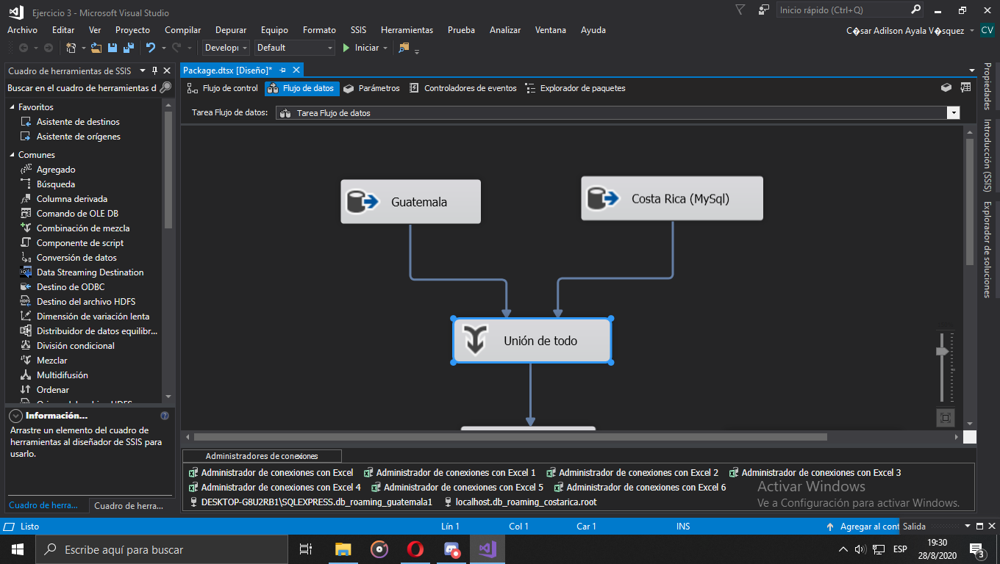 Ejercicio 3 - Microsoft Visual Studio
Inicio rápido (Ctrl+Q)
Archivo Editar Ver Proyecto Compilar Depurar Equipo Formato SSIS Herramientas Prueba Analizar Ventana Ayuda
C�sar Adilson Ayala V�squez CV
Developı Default Iniciar
Cuadro de herramientas de SSIS
Package.dtsx [Diseño]*
Buscar en el cuadro de herramientas d
Flujo de control Flujo de datos Parámetros Controladores de eventos Explorador de paquetes
Tarea Flujo de datos: Tarea Flujo de datos
Favoritos
Asistente de destinos
Asistente de orígenes
Comunes
Agregado
Búsqueda
Columna derivada
Comando de OLE DB
Combinación de mezcla
Componente de script
Conversión de datos
Data Streaming Destination
Destino de ODBC
Destino del archivo HDFS
Dimensión de variación lenta
Distribuidor de datos equilibr...
División condicional
Mezclar
Multidifusión
Ordenar
Información...
Arrastre un elemento del cuadro de
herramientas al diseñador de SSIS para
usarlo.
Cuadro de herra... Cuadro de herra...
Guatemala
Costa Rica (MySql)
Unión de todo
Propiedades
Introducción (SSIS)
Explorador de soluciones
Administradores de conexiones
Administrador de conexiones con Excel Administrador de conexiones con Excel 1 Administrador de conexiones con Excel 2 Administrador de conexiones con Excel 3
Administrador de conexiones con Excel 4 Administrador de conexiones con Excel 5 Administrador de conexiones con Excel 6
DESKTOP-G8U2RB1\SQLEXPRESS.db_roaming_guatemala1 localhost.db_roaming_costarica.root
Activar Windows
Ve a Configuración para activar Windows.
Listo Lín 1 Col 1 Car 1 INS Agregar al cont Salida
Escribe aquí para buscar
ESP
19:30
28/8/2020
3